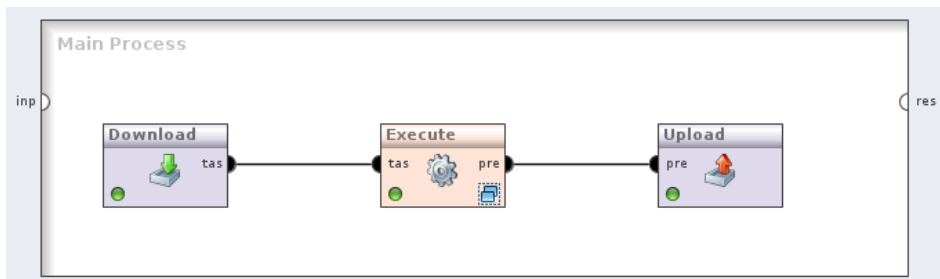 Main Process
inp
res
Download
tas
Execute
tas
pre
Upload
pre